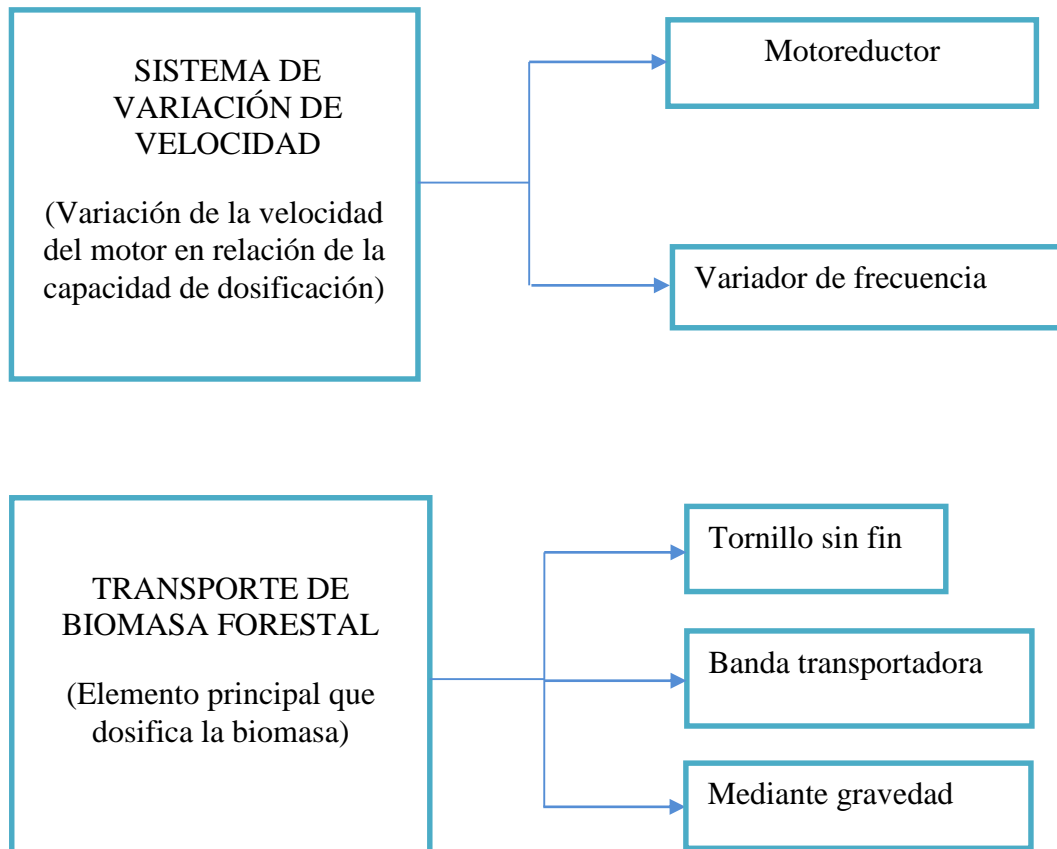 SISTEMA DE
VARIACIÓN DE
VELOCIDAD
(Variación de la velocidad
del motor en relación de la
capacidad de dosificación)
Motoreductor
Variador de frecuencia
TRANSPORTE DE
BIOMASA FORESTAL
(Elemento principal que
dosifica la biomasa)
Tornillo sin fin
Banda transportadora
Mediante gravedad